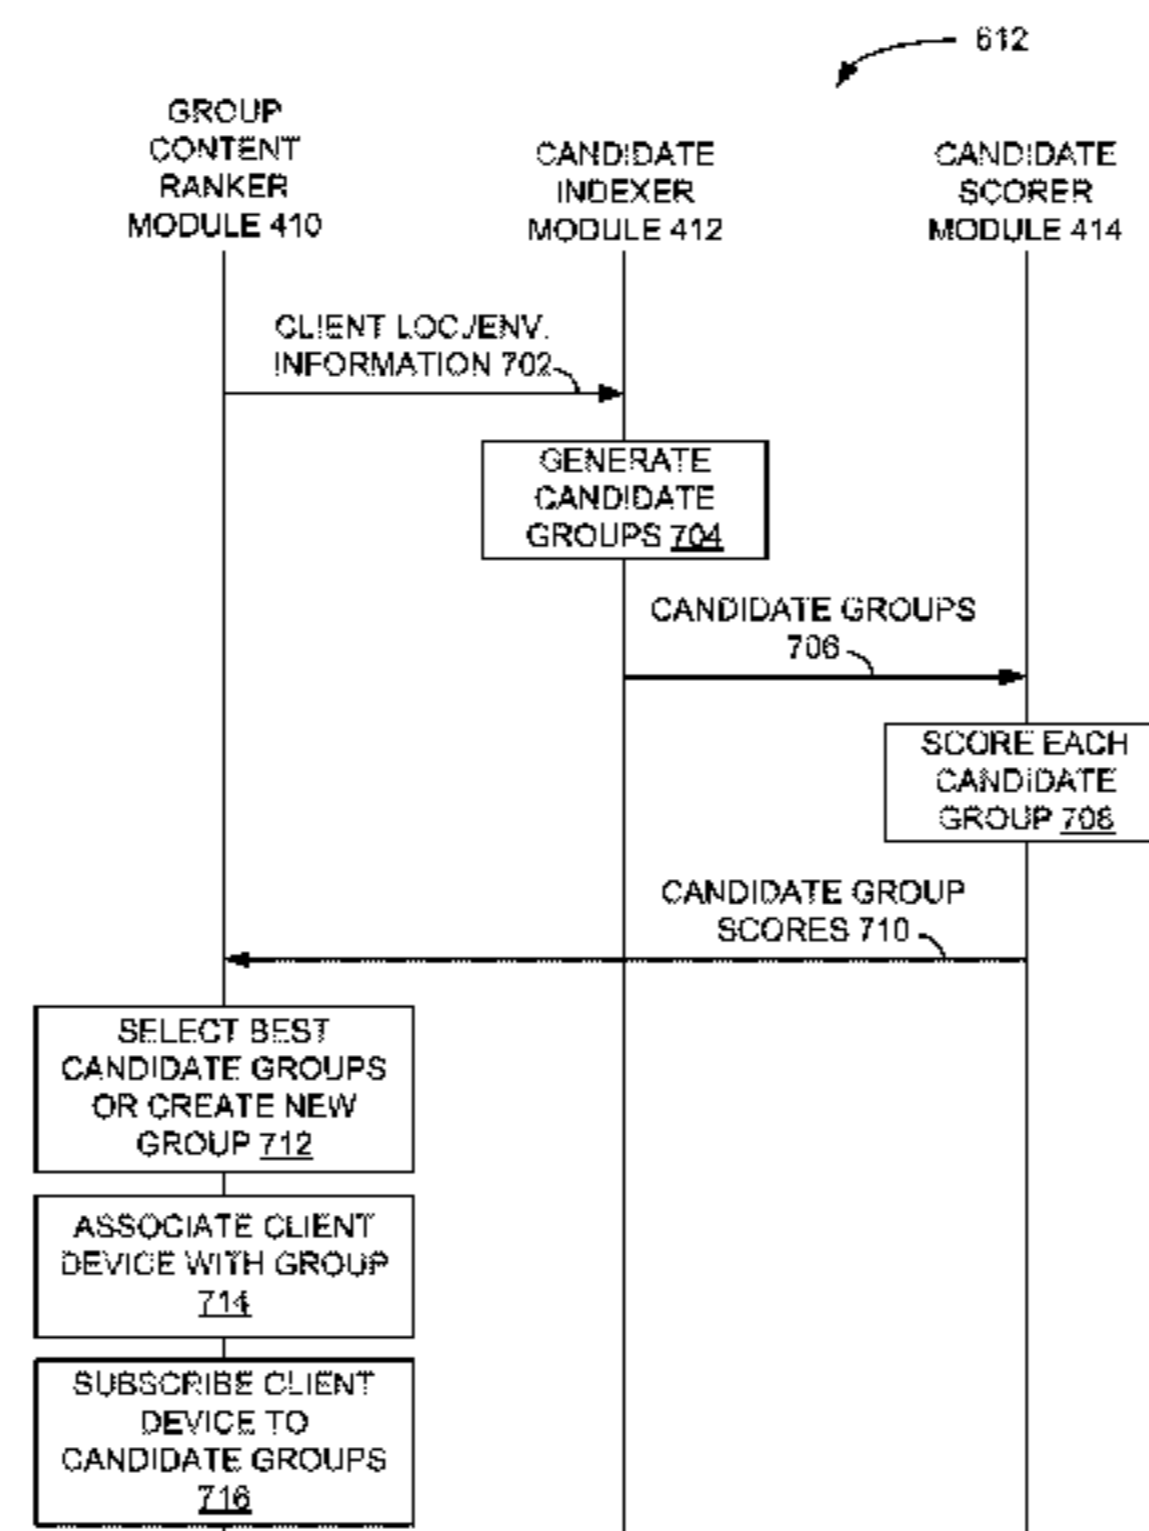 612
GROUP
CONTENT
RANKER
MODULE 410
CANDIDATE
INDEXER
MODULE 412
CANDIDATE
SCORER
MODULE 414
CLIENT LOC./ENV.
INFORMATION 702
GENERATE
CANDIDATE
GROUPS 704
CANDIDATE GROUPS
706
SCORE EACH
CANDIDATE
GROUP 708
CANDIDATE GROUP
SCORES 710
SELECT BEST
CANDIDATE GROUPS
OR CREATE NEW
GROUP 712
ASSOCIATE CLIENT
DEVICE WITH GROUP
714
SUBSCRIBE CLIENT
DEVICE TO
CANDIDATE GROUPS
716